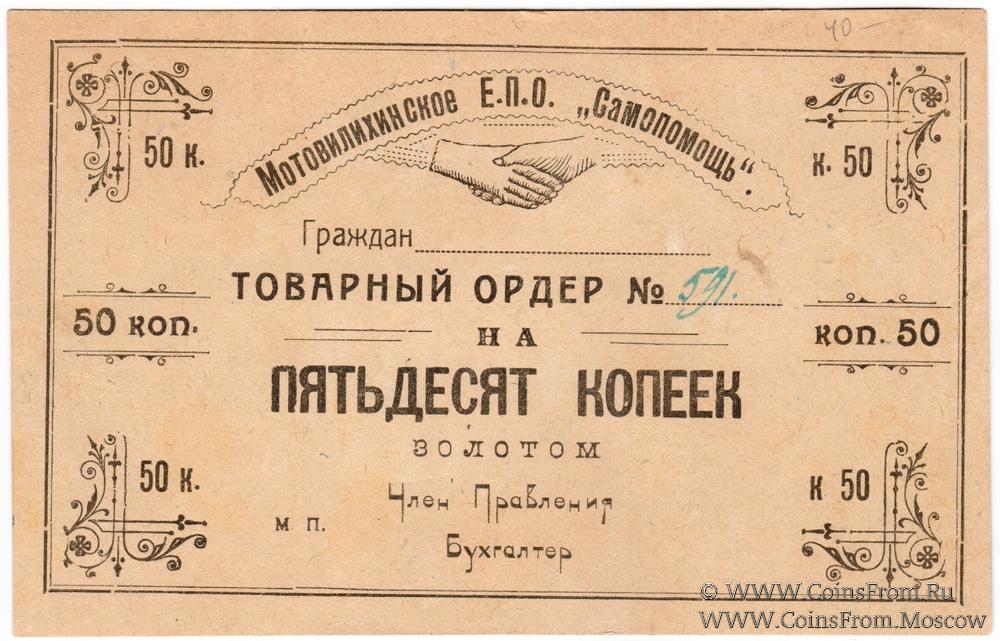 40 –
Мотовилихинское Е.П.О. „Самопомощь".
50 к.
к. 50
Граждан
ТОВАРНЫЙ ОРДЕР № 591.
50 коп.
НА
коп. 50
ПЯТЬДЕСЯТ КОПЕЕК
золотом
50 к.
к 50
Член Правления
м п.
Бухгалтер
© WWW.CoinsFrom.Ru
WWW.CoinsFrom.Moscow